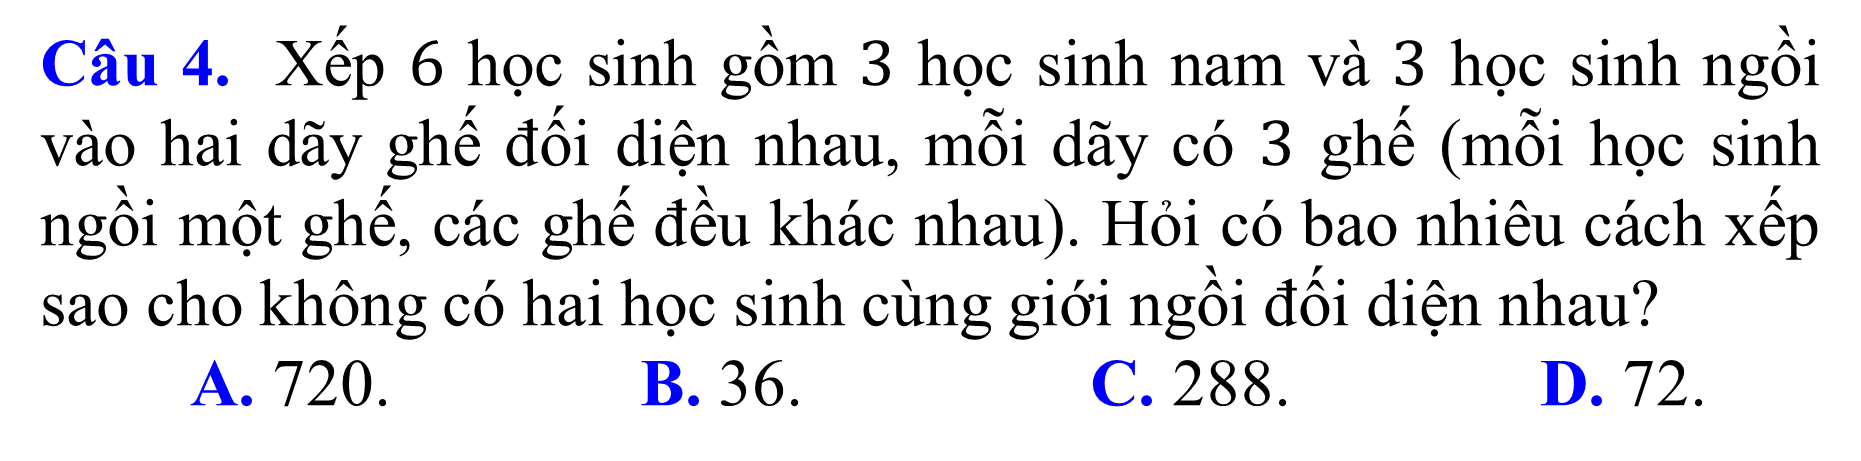 Câu 4. Xếp 6 học sinh gồm 3 học sinh nam và 3 học sinh ngồi
vào hai dãy ghế đối diện nhau, mỗi dãy có 3 ghế (mỗi học sinh
ngồi một ghế, các ghế đều khác nhau). Hỏi có bao nhiêu cách xếp
sao cho không có hai học sinh cùng giới ngồi đối diện nhau?
A. 720. B. 36. C. 288. D. 72.